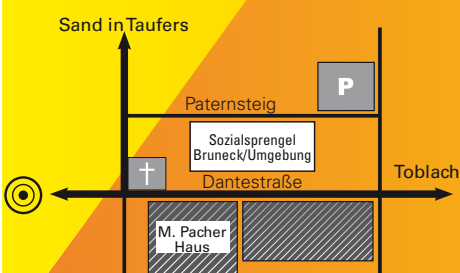 Sand in Taufers
P
Paternsteig
Sozialsprengel
Bruneck/Umgebung
Toblach
Dantestraße
M. Pacher
Haus